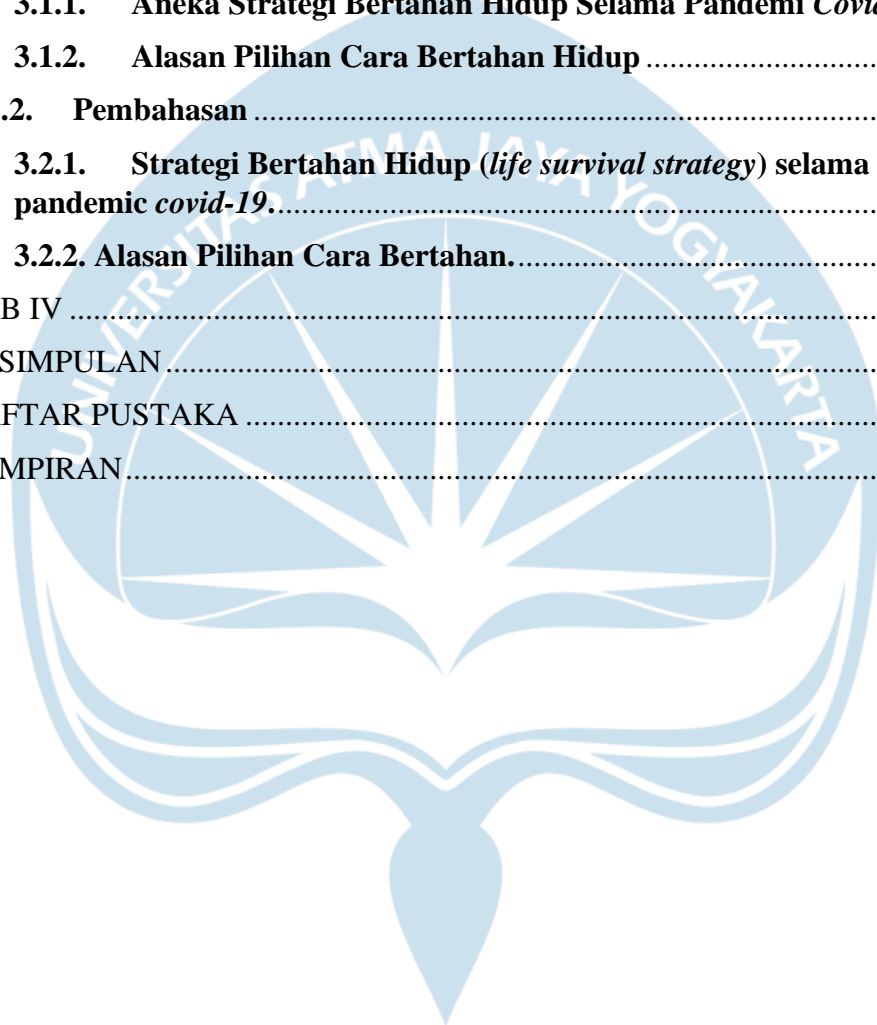 3.1.1. Aneka Strategi Bertahan Hidup Selama Pandemi Covid
3.1.2. Alasan Pilihan Cara Bertahan Hidup ..............................
.2. Pembahasan ..............................................................................
3.2.1. Strategi Bertahan Hidup (life survival strategy) selama
pandemic covid-19. ...........................................................................
3.2.2. Alasan Pilihan Cara Bertahan. ..............................................
B IV .....................................................................................................
SIMPULAN .........................................................................................
FTAR PUSTAKA ...............................................................................
MPIRAN ..............................................................................................
UNIVERSITAS ATMA JAYA YOGYAKARTA